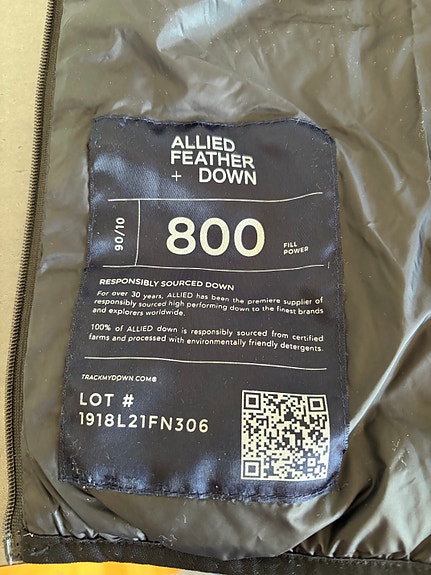 ALLIED
FEATHER
+ DOWN
90/10
800
FILL
POWER
RESPONSIBLY SOURCED DOWN
For over 30 years, ALLIED has been the premiere supplier of
responsibly sourced high performing down to the finest brands
and explorers worldwide.
100% of ALLIED down is responsibly sourced from certified
farms and processed with environmentally friendly detergents.
TRACKMYDOWN.COM®
LOT #
1918L21FN306